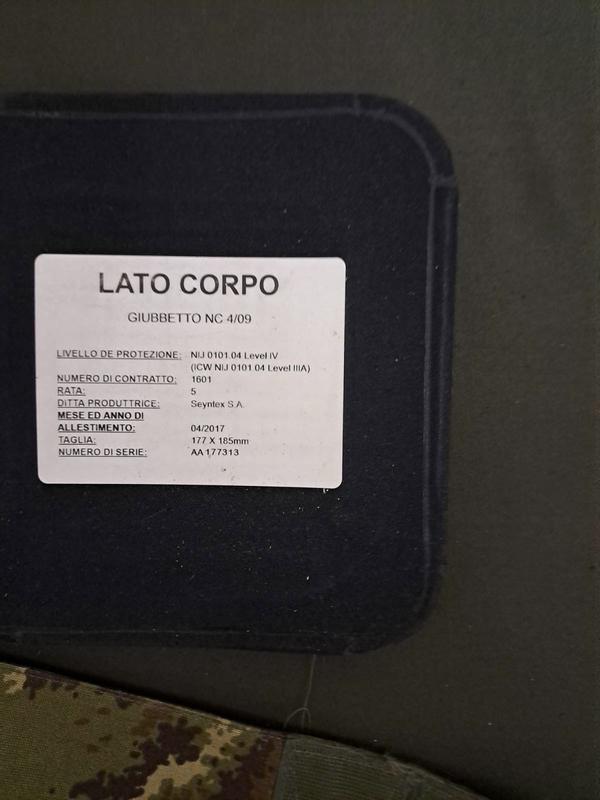 LATO CORPO
GIUBBETTO NC 4/09
LIVELLO DE PROTEZIONE: NIJ 0101.04 Level IV
(ICW NIJ 0101.04 Level IIIA)
NUMERO DI CONTRATTO: 1601
RATA: 5
DITTA PRODUTTRICE: Seyntex S.A.
MESE ED ANNO DI
ALLESTIMENTO: 04/2017
TAGLIA: 177 X 185mm
NUMERO DI SERIE: AA177313